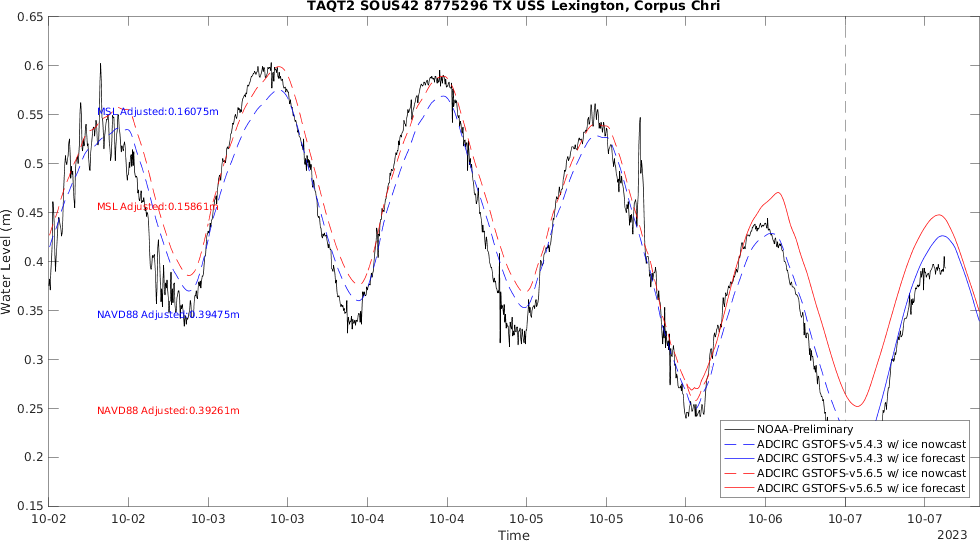 TAQT2 SOUS42 8775296 TX USS Lexington, Corpus Chri
0.65
0.6
0.55
0.5
0.45
0.4
0.35
0.3
0.25
0.2
0.15
Water Level (m)
MSL Adjusted:0.16075m
MSL Adjusted:0.15861m
NAVD88 Adjusted:0.39475m
NAVD88 Adjusted:0.39261m
NOAA-Preliminary
ADCIRC GSTOFS-v5.4.3 w/ ice nowcast
ADCIRC GSTOFS-v5.4.3 w/ ice forecast
ADCIRC GSTOFS-v5.6.5 w/ ice nowcast
ADCIRC GSTOFS-v5.6.5 w/ ice forecast
10-02 10-02 10-03 10-03 10-04 10-04 10-05 10-05 10-06 10-06 10-07 10-07
Time
2023